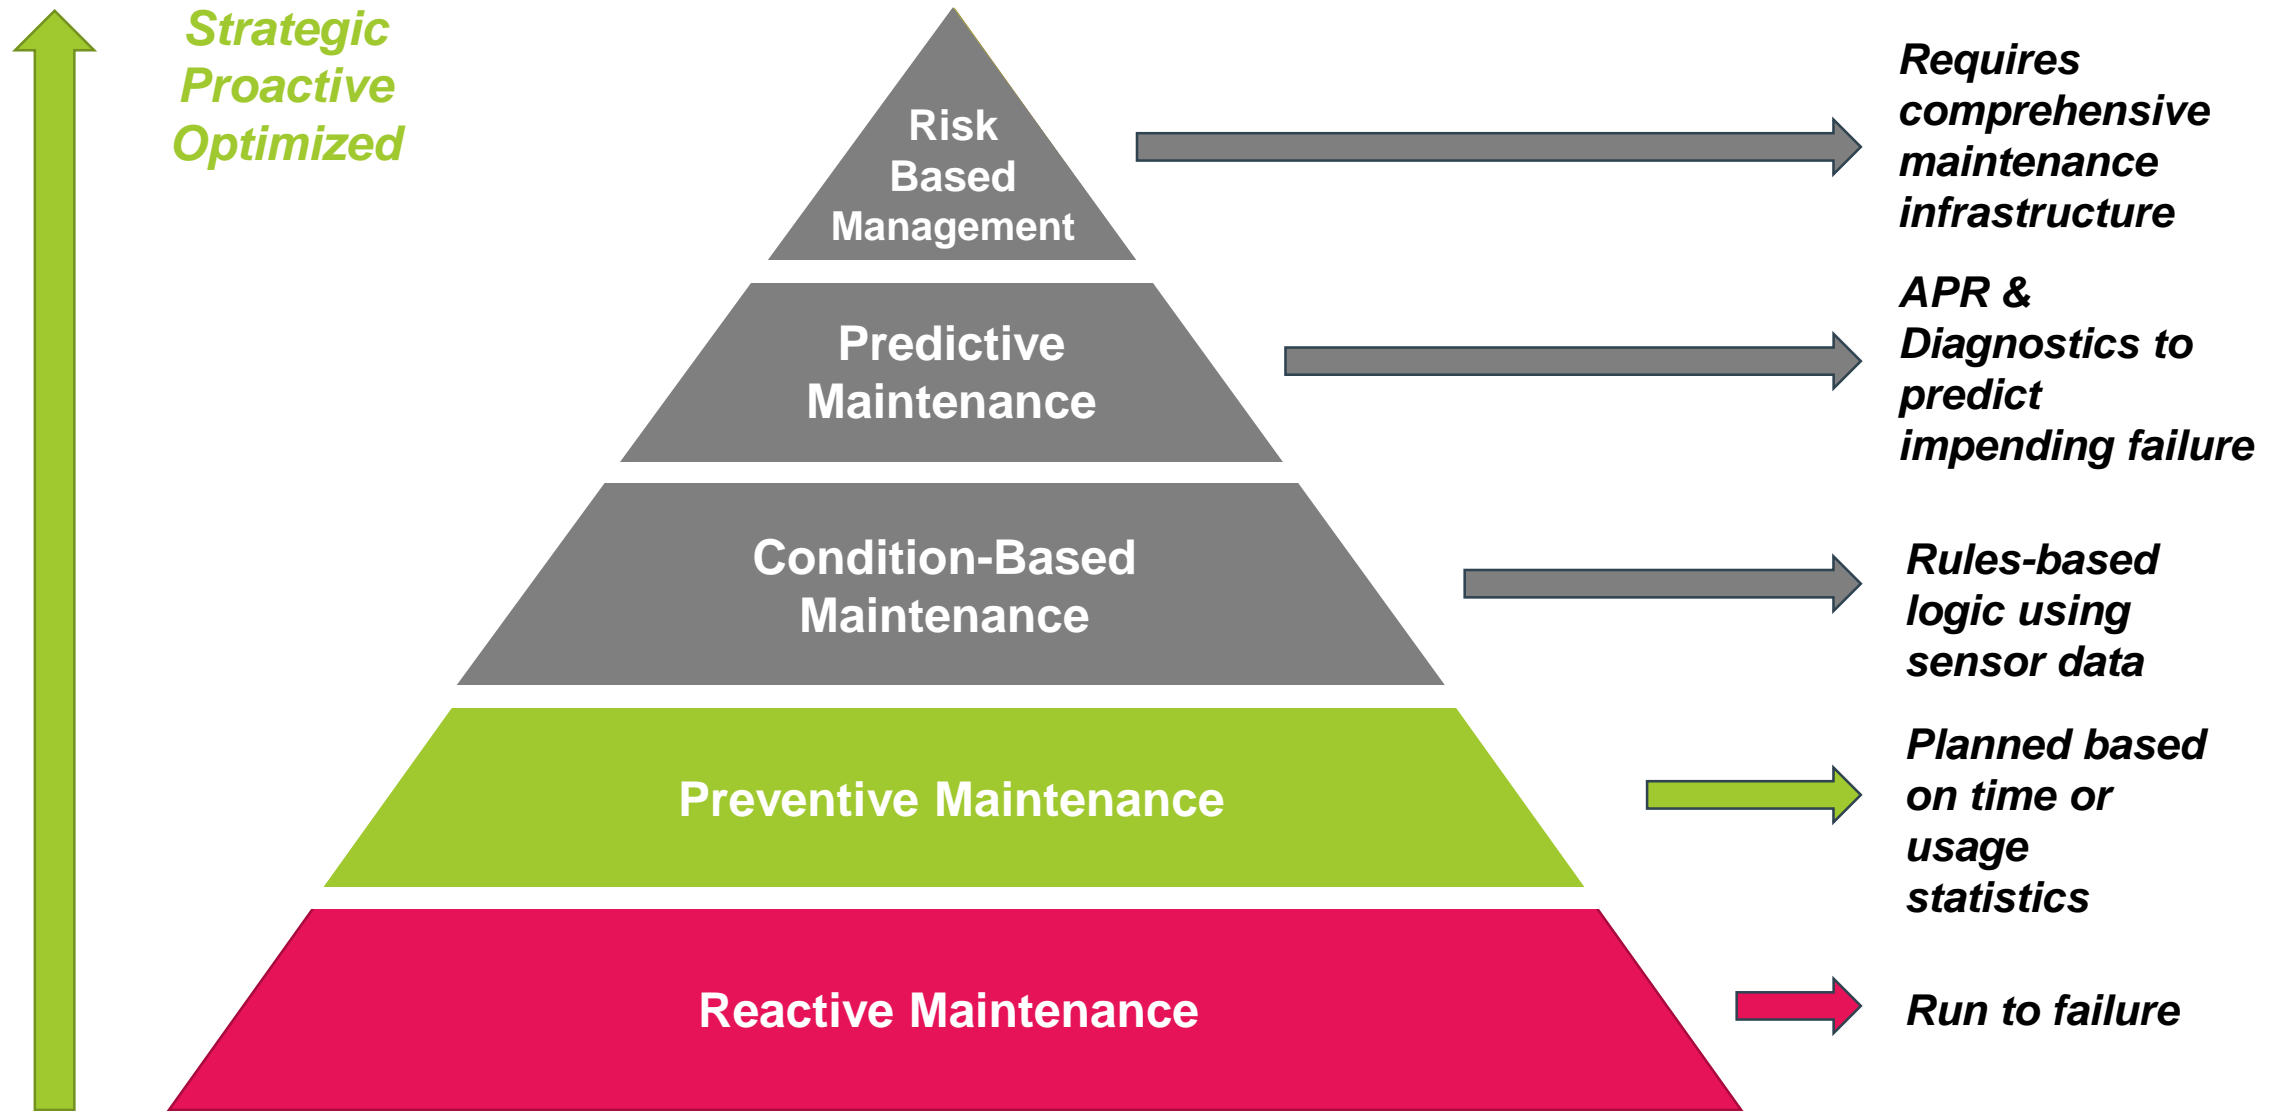 Strategic
Proactive
Optimized
Risk
Based
Management
Requires
comprehensive
maintenance
infrastructure
Predictive
Maintenance
APR &
Diagnostics to
predict
impending failure
Condition-Based
Maintenance
Rules-based
logic using
sensor data
Preventive Maintenance
Planned based
on time or
usage
statistics
Reactive Maintenance
Run to failure